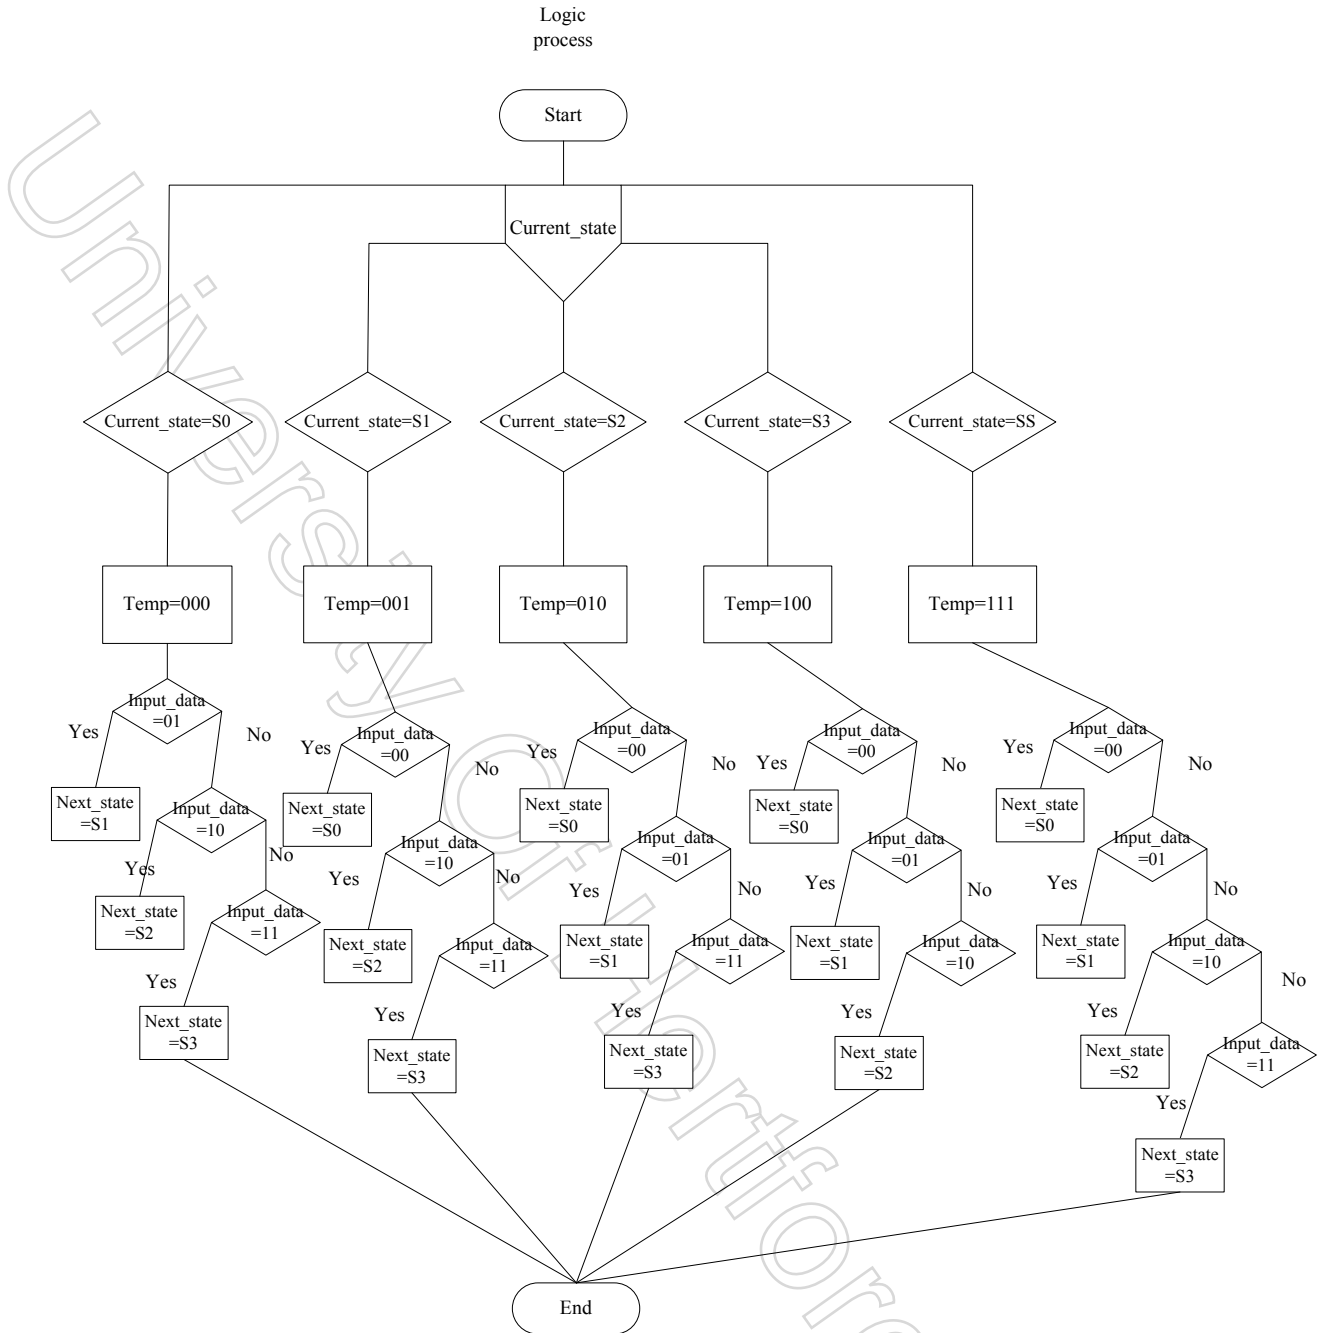 Logic
process
Start
Current_state
Current_state=S0
Current_state=S1
Current_state=S2
Current_state=S3
Current_state=SS
Temp=000
Temp=001
Temp=010
Temp=100
Temp=111
Input_data
=01
Yes
No
Next_state
=S1
Input_data
=10
Yes
No
Next_state
=S2
Input_data
=11
Yes
Next_state
=S3
Input_data
=00
Yes
No
Next_state
=S0
Input_data
=10
Yes
No
Next_state
=S2
Input_data
=11
Yes
Next_state
=S3
Input_data
=00
Yes
No
Next_state
=S0
Input_data
=01
Yes
No
Next_state
=S1
Input_data
=11
Yes
Next_state
=S3
Input_data
=00
Yes
No
Next_state
=S0
Input_data
=01
Yes
No
Next_state
=S1
Input_data
=10
Yes
Next_state
=S2
Input_data
=00
Yes
No
Next_state
=S0
Input_data
=01
Yes
No
Next_state
=S1
Input_data
=10
Yes
No
Next_state
=S2
Input_data
=11
Yes
Next_state
=S3
End
University Of Hertford